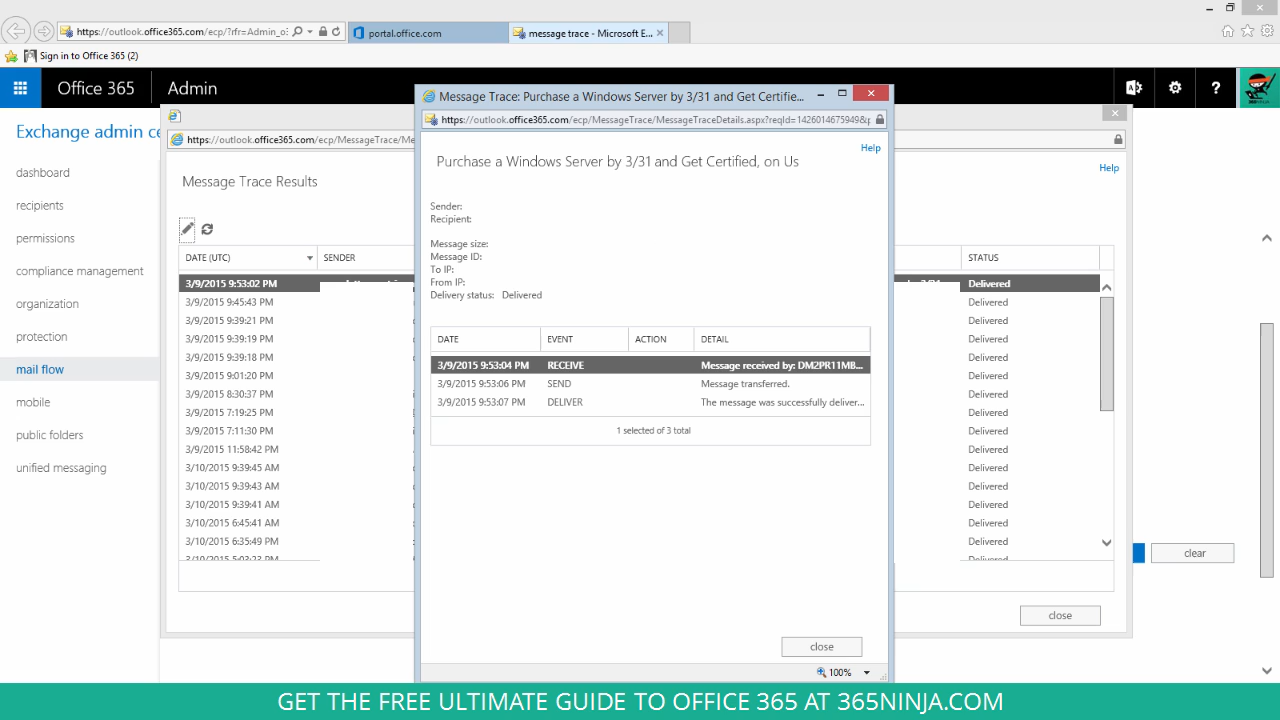 https://outlook.office365.com/ecp/?rfr=Admin_o
portal.office.com
message trace - Microsoft E...
Sign in to Office 365 (2)
Office 365
Admin
?
Exchange admin ce
dashboard
recipients
permissions
compliance management
organization
protection
mail flow
mobile
public folders
unified messaging
https://outlook.office365.com/ecp/MessageTrace/Me
Help
Message Trace Results
DATE (UTC)
SENDER
STATUS
3/9/2015 9:53:02 PM
Delivered
3/9/2015 9:45:43 PM
Delivered
3/9/2015 9:39:21 PM
Delivered
3/9/2015 9:39:19 PM
Delivered
3/9/2015 9:39:18 PM
Delivered
3/9/2015 9:01:20 PM
Delivered
3/9/2015 8:30:37 PM
Delivered
3/9/2015 7:19:25 PM
Delivered
3/9/2015 7:11:30 PM
Delivered
3/9/2015 11:58:42 PM
Delivered
3/10/2015 9:39:45 AM
Delivered
3/10/2015 9:39:43 AM
Delivered
3/10/2015 9:39:41 AM
Delivered
3/10/2015 6:45:41 AM
Delivered
3/10/2015 6:35:49 PM
Delivered
3/10/2015 5:03:23 PM
Delivered
close
clear
Message Trace: Purchase a Windows Server by 3/31 and Get Certifie...
https://outlook.office365.com/ecp/MessageTrace/MessageTraceDetails.aspx?reqId=1426014675949&
Help
Purchase a Windows Server by 3/31 and Get Certified, on Us
Sender:
Recipient:
Message size:
Message ID:
To IP:
From IP:
Delivery status: Delivered
DATE
EVENT
ACTION
DETAIL
3/9/2015 9:53:04 PM
RECEIVE
Message received by: DM2PR11MB...
3/9/2015 9:53:06 PM
SEND
Message transferred.
3/9/2015 9:53:07 PM
DELIVER
The message was successfully deliver...
1 selected of 3 total
close
100%
GET THE FREE ULTIMATE GUIDE TO OFFICE 365 AT 365NINJA.COM